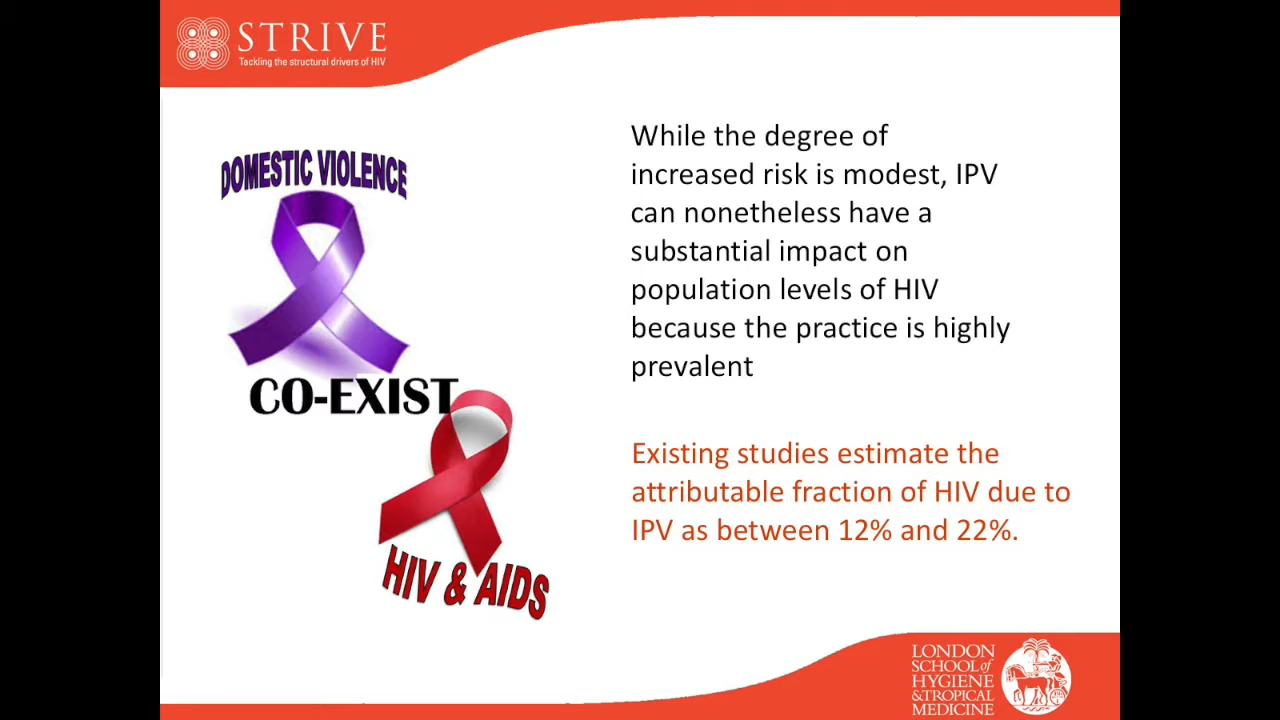 STRIVE
Tackling the structural drivers of HIV
DOMESTIC VIOLENCE
CO-EXIST
HIV & AIDS
While the degree of
increased risk is modest, IPV
can nonetheless have a
substantial impact on
population levels of HIV
because the practice is highly
prevalent
Existing studies estimate the
attributable fraction of HIV due to
IPV as between 12% and 22%.
LONDON
SCHOOL of
HYGIENE
& TROPICAL
MEDICINE